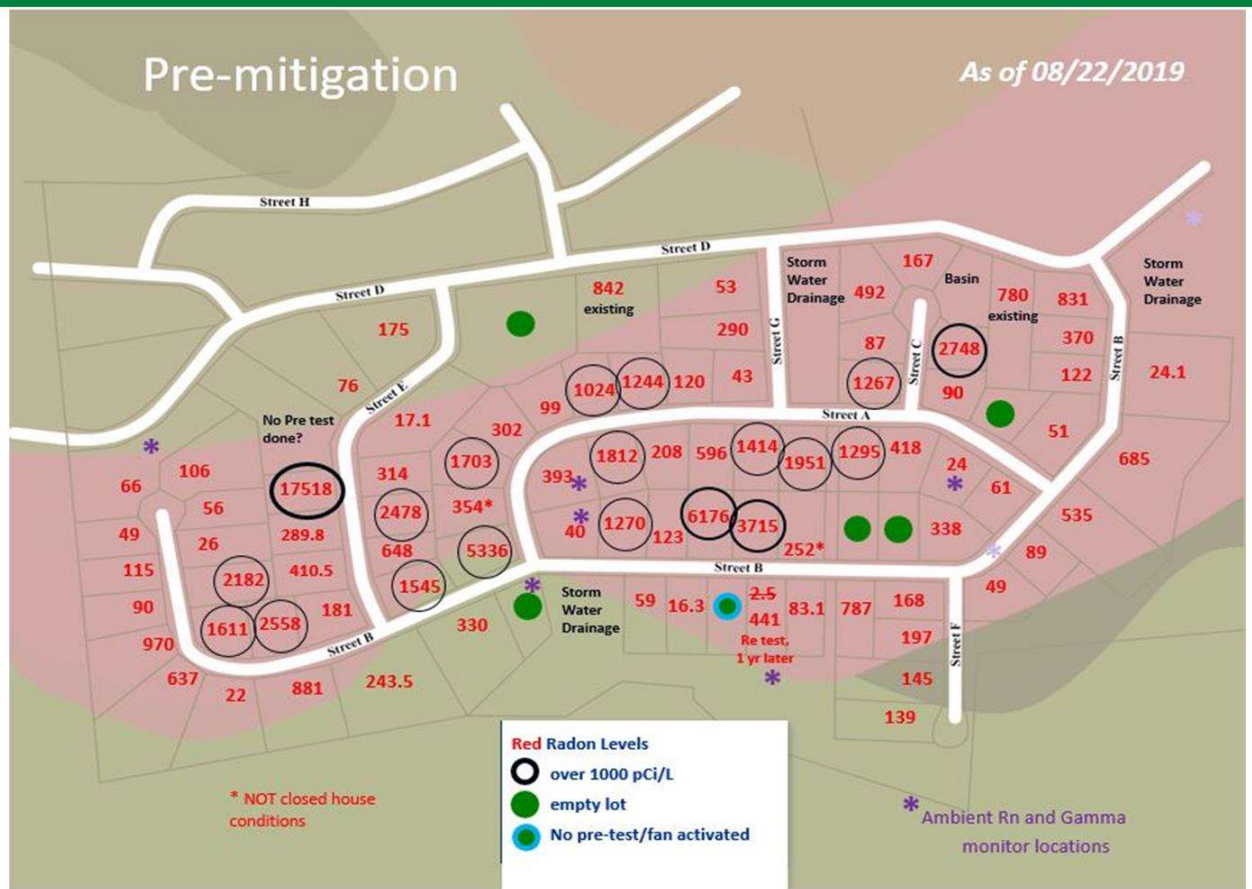 Pre-mitigation
As of 08/22/2019
Street H
Street D
Storm
Water
Drainage
167
Basin
Storm
Water
Drainage
842
existing
53
492
780
existing
831
Street D
175
290
Street G
87
Street C
2748
370
Street B
24.1
76
Street E
1024
1244
120
43
1267
90
122
No Pre test
done?
17.1
99
Street A
302
51
106
66
314
1703
393
1812
208
596
1414
1951
1295
418
24
685
17518
61
56
2478
354*
40
1270
123
6176
3715
338
535
49
26
289.8
648
5336
252*
89
115
2182
410.5
1545
Street B
49
90
1611
2558
181
330
Storm
Water
Drainage
59
16.3
2.5
441
Re test,
1 yr later
83.1
787
168
970
Street B
197
Street F
637
22
881
243.5
145
139
Red Radon Levels
over 1000 pCi/L
empty lot
No pre-test/fan activated
* NOT closed house
conditions
* Ambient Rn and Gamma
monitor locations